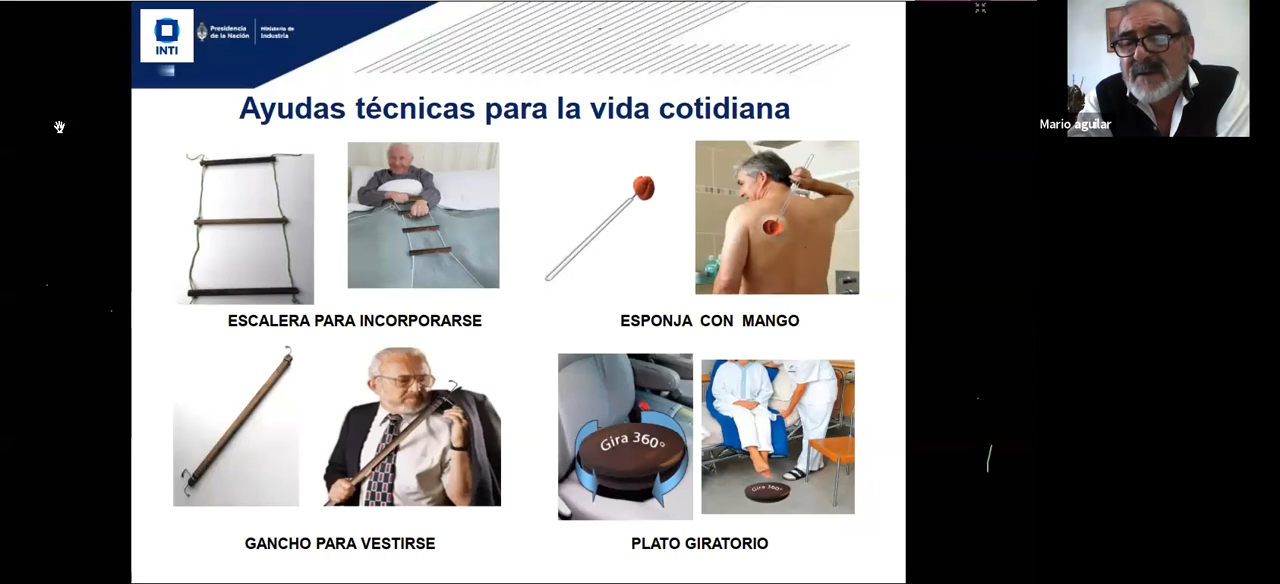 INTI
Presidencia
de la Nación
Ministerio de
Industria
Ayudas técnicas para la vida cotidiana
ESCALERA PARA INCORPORARSE
ESPONJA CON MANGO
Gira 360°
Gira 360°
GANCHO PARA VESTIRSE
PLATO GIRATORIO
Mario aguilar